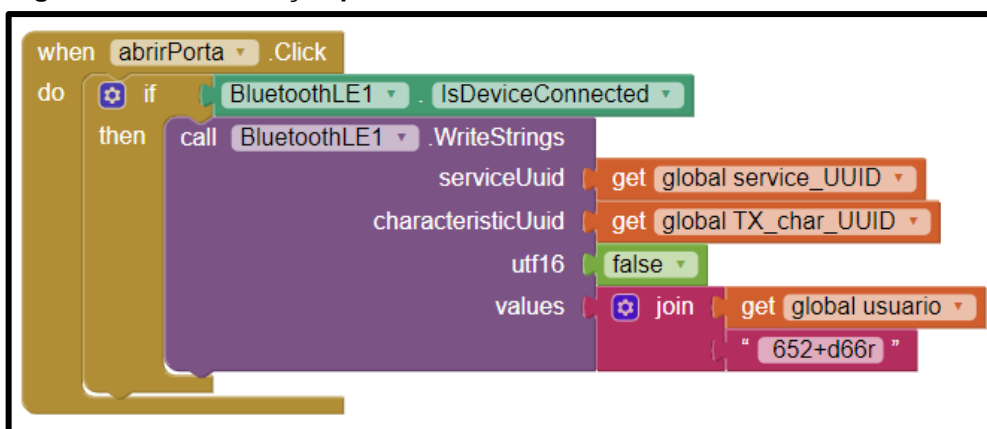 when abrirPorta .Click
do if BluetoothLE1 . IsDeviceConnected
then call BluetoothLE1 .WriteStrings
serviceUuid get global service_UUID
characteristicUuid get global TX_char_UUID
utf16 false
values join get global usuario
" 652+d66r "